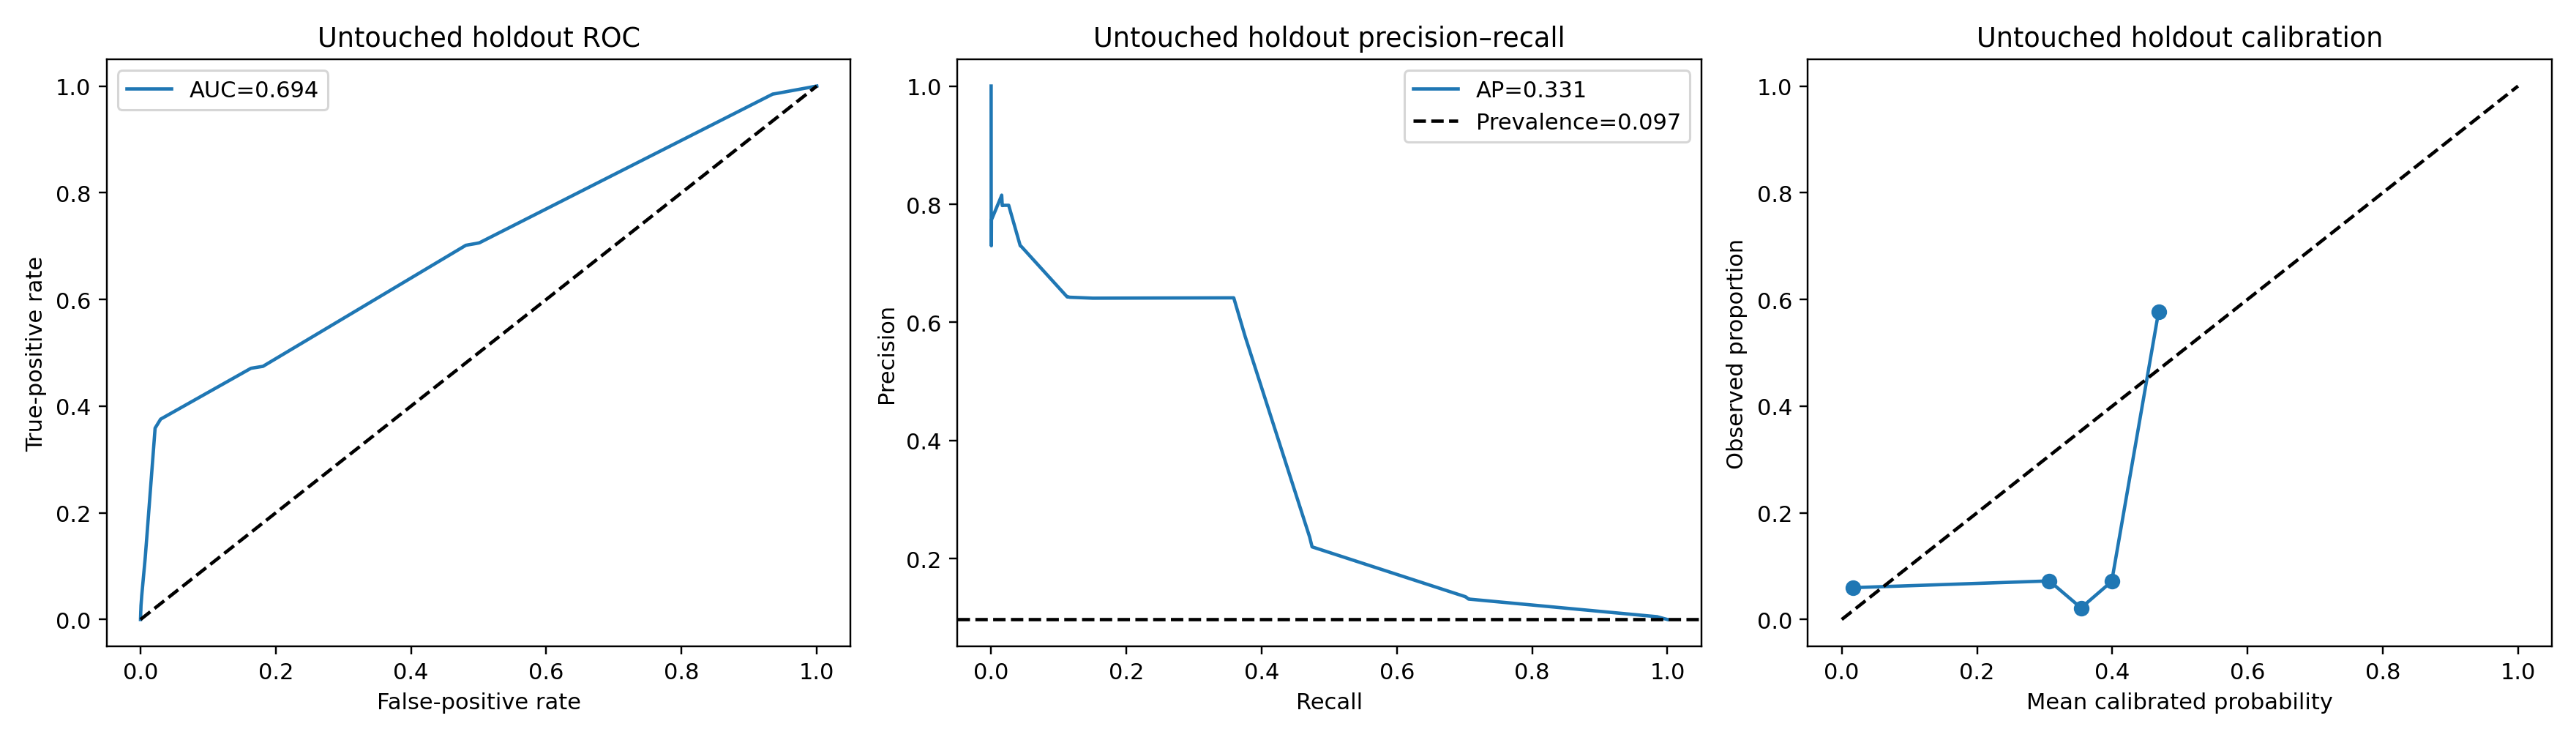 Untouched holdout ROC
AUC=0.694
1.0
0.8
0.6
0.4
0.2
0.0
True-positive rate
0.0 0.2 0.4 0.6 0.8 1.0
False-positive rate
Untouched holdout precision–recall
AP=0.331
Prevalence=0.097
1.0
0.8
0.6
0.4
0.2
Precision
0.0 0.2 0.4 0.6 0.8 1.0
Recall
Untouched holdout calibration
1.0
0.8
0.6
0.4
0.2
0.0
Observed proportion
0.0 0.2 0.4 0.6 0.8 1.0
Mean calibrated probability